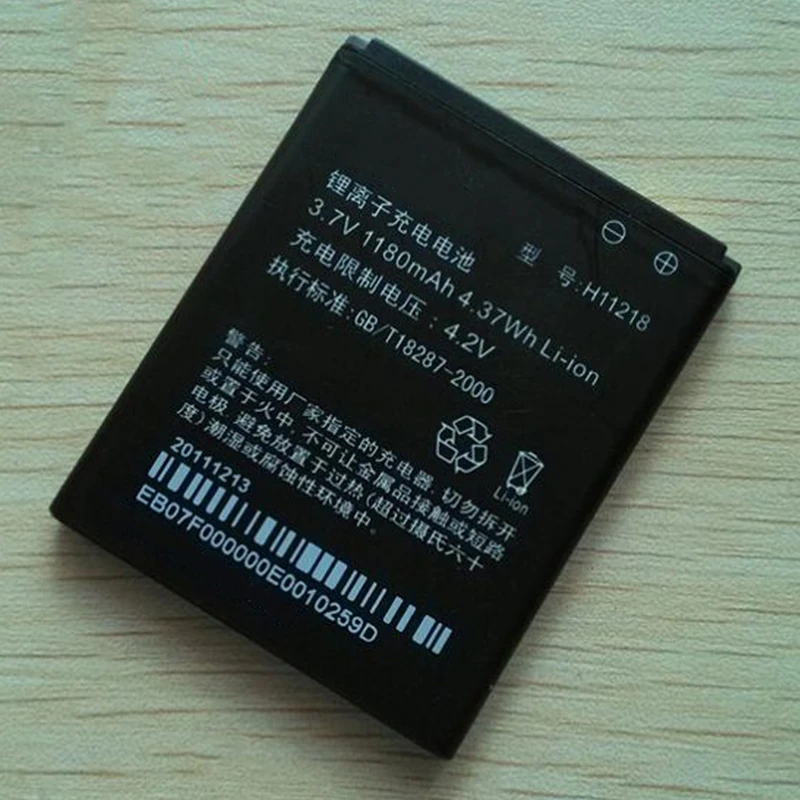 锂离子充电电池 型号:H11218
3.7V 1180mAh 4.37Wh Li-ion
充电限制电压:4.2V
执行标准:GB/T18287-2000
警告:
只能使用厂家指定的充电器,切勿拆开
或置于火中,不可让金属品接触或短路
电极,避免放置于过热(超过摄氏六十
度)潮湿或腐蚀性环境中.
Li-ion
20111213
EB07F000000E0010259D